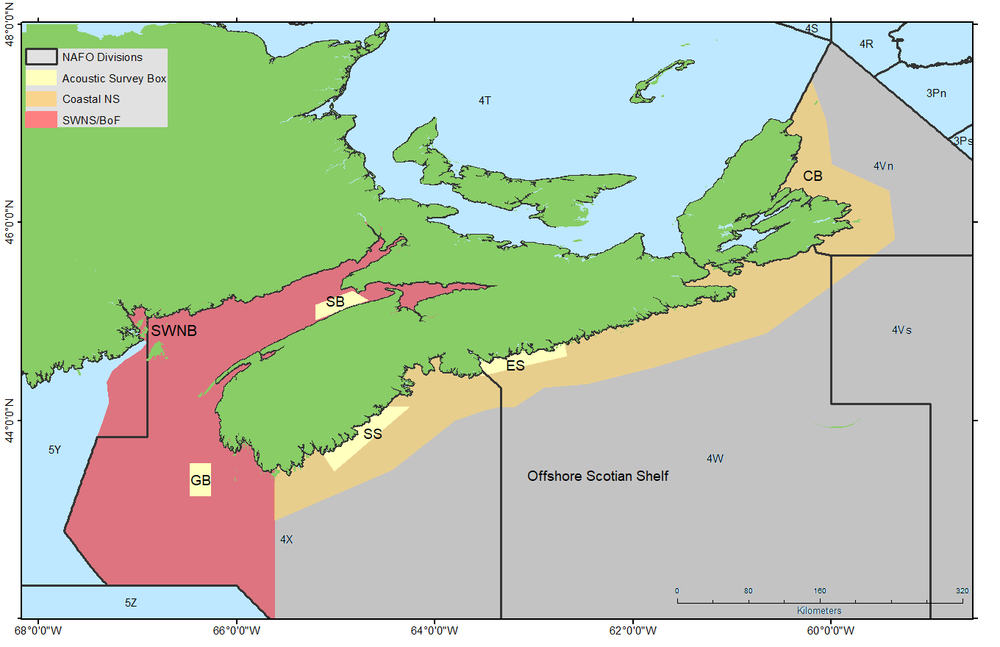 48°0'0"N
46°0'0"N
44°0'0"N
NAFO Divisions
Acoustic Survey Box
Coastal NS
SWNS/BoF
4S
4R
4T
3Pn
3Ps
4Vn
CB
SB
SWNB
4Vs
ES
SS
5Y
4W
GB
Offshore Scotian Shelf
4X
5Z
0 80 160 320
Kilometers
68°0'0"W 66°0'0"W 64°0'0"W 62°0'0"W 60°0'0"W